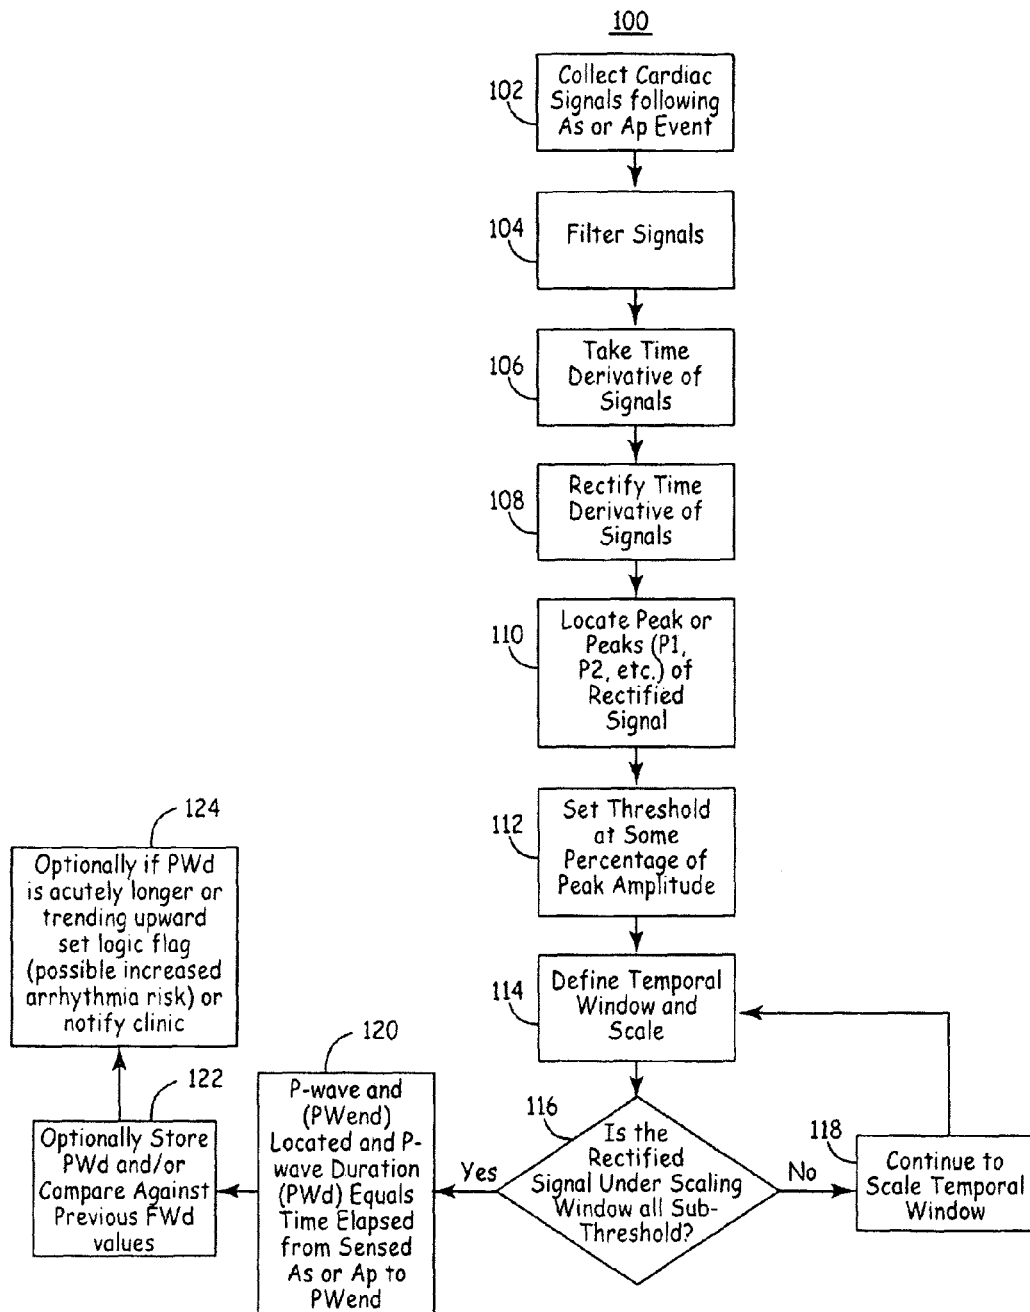 100
102
Collect Cardiac
Signals following
As or Ap Event
104
Filter Signals
106
Take Time
Derivative of
Signals
108
Rectify Time
Derivative of
Signals
110
Locate Peak or
Peaks (P1,
P2, etc.) of
Rectified
Signal
112
Set Threshold
at Some
Percentage of
Peak Amplitude
114
Define Temporal
Window and
Scale
116
Is the
Rectified
Signal Under Scaling
Window all Sub-
Threshold?
No
118
Continue to
Scale Temporal
Window
Yes
120
P-wave and
(PWend)
Located and P-
wave Duration
(PWd) Equals
Time Elapsed
from Sensed
As or Ap to
PWend
122
Optionally Store
PWd and/or
Compare Against
Previous FWd
values
124
Optionally if PWd
is acutely longer or
trending upward
set logic flag
(possible increased
arrhythmia risk) or
notify clinic